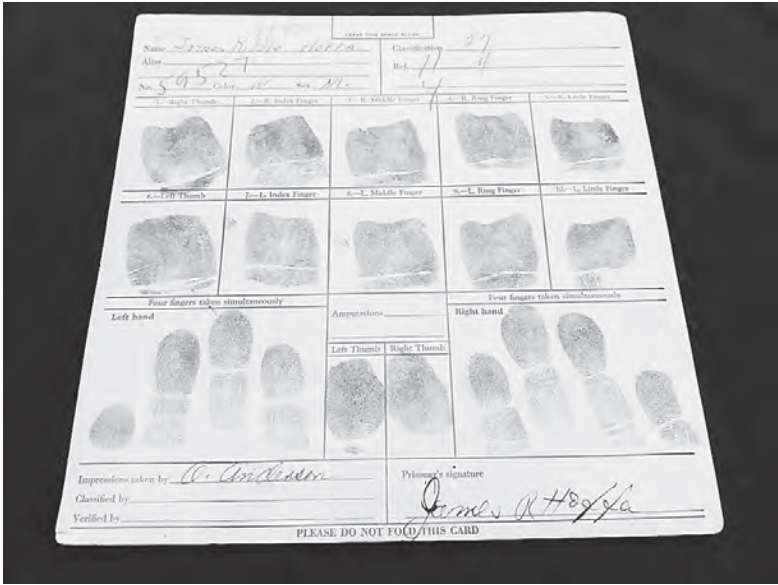 LEAVE THIS SPACE BLANK
Name James Riddle Hoffa Classification 27
Alias Ref. 11 4
No. 59527 Color W Sex M. 4
1.—Right Thumb 2.—R. Index Finger 3.—R. Middle Finger 4.—R. Ring Finger 5.—R. Little Finger
6.—Left Thumb 7.—L. Index Finger 8.—L. Middle Finger 9.—L. Ring Finger 10.—L. Little Finger
Four fingers taken simultaneously Four fingers taken simultaneously
Left hand Amputations Right hand
Left Thumb Right Thumb
Impressions taken by O. Anderson Prisoner's signature
Classified by James R Hoffa
Verified by
PLEASE DO NOT FOLD THIS CARD